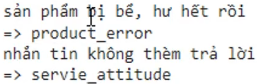 sản phẩm bị bể, hư hết rồi
=> product_error
nhắn tin không thèm trả lời
=> servie_attitude